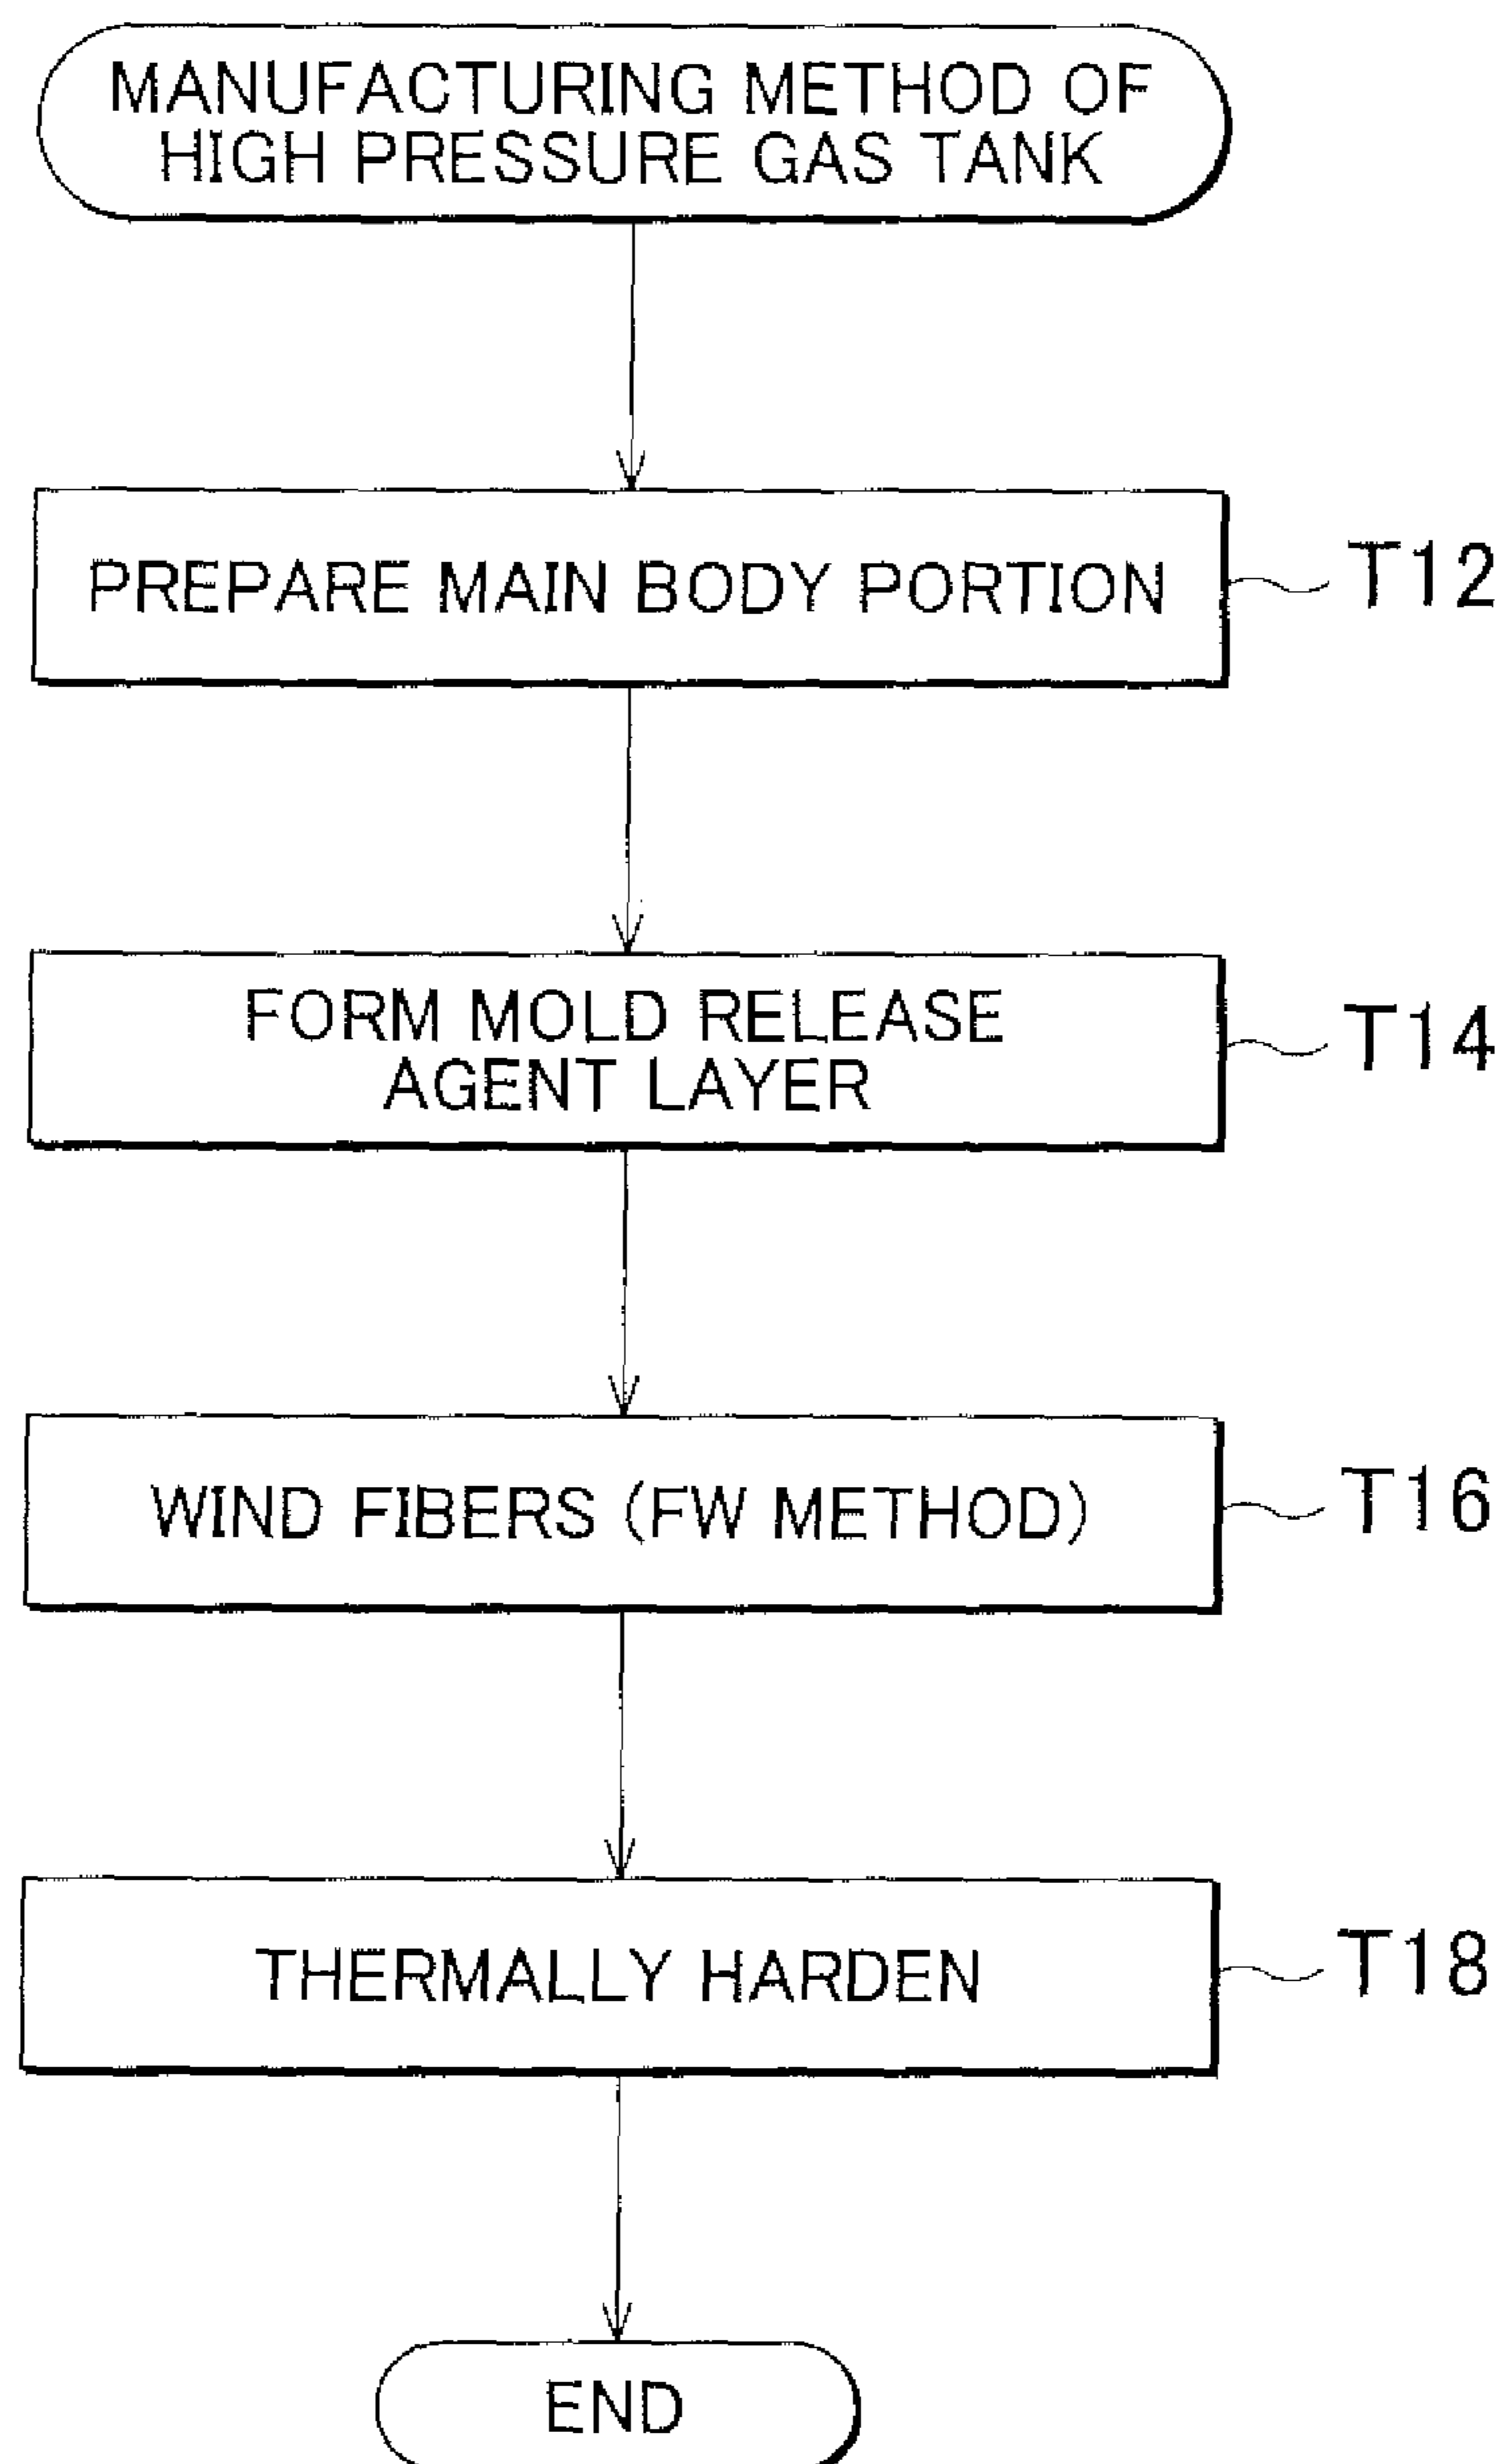 MANUFACTURING METHOD OF
HIGH PRESSURE GAS TANK
PREPARE MAIN BODY PORTION
T12
FORM MOLD RELEASE
AGENT LAYER
T14
WIND FIBERS (FW METHOD)
T16
THERMALLY HARDEN
T18
END